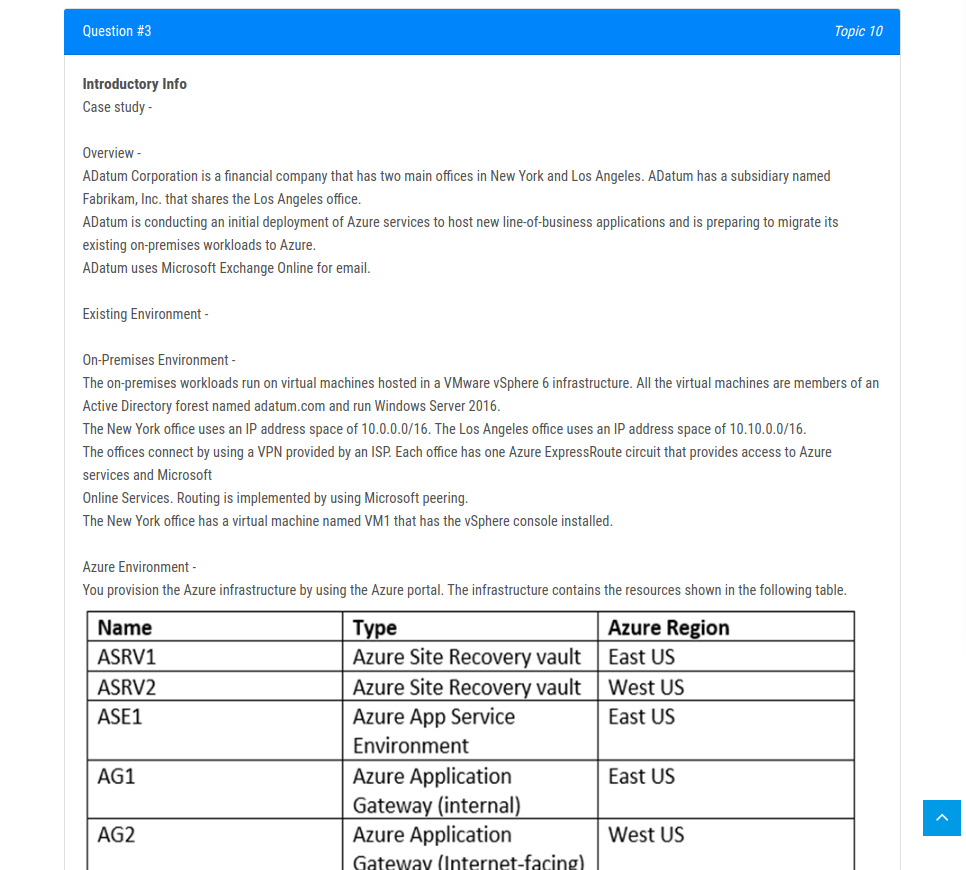 Question #3
Topic 10
Introductory Info
Case study -
Overview -
ADatum Corporation is a financial company that has two main offices in New York and Los Angeles. ADatum has a subsidiary named
Fabrikam, Inc. that shares the Los Angeles office.
ADatum is conducting an initial deployment of Azure services to host new line-of-business applications and is preparing to migrate its
existing on-premises workloads to Azure.
ADatum uses Microsoft Exchange Online for email.
Existing Environment -
On-Premises Environment -
The on-premises workloads run on virtual machines hosted in a VMware vSphere 6 infrastructure. All the virtual machines are members of an
Active Directory forest named adatum.com and run Windows Server 2016.
The New York office uses an IP address space of 10.0.0.0/16. The Los Angeles office uses an IP address space of 10.10.0.0/16.
The offices connect by using a VPN provided by an ISP. Each office has one Azure ExpressRoute circuit that provides access to Azure
services and Microsoft
Online Services. Routing is implemented by using Microsoft peering.
The New York office has a virtual machine named VM1 that has the vSphere console installed.
Azure Environment -
You provision the Azure infrastructure by using the Azure portal. The infrastructure contains the resources shown in the following table.
Name Type Azure Region
ASRV1 Azure Site Recovery vault East US
ASRV2 Azure Site Recovery vault West US
ASE1 Azure App Service East US
Environment
AG1 Azure Application East US
Gateway (internal)
AG2 Azure Application West US
Gateway (Internet-facing)